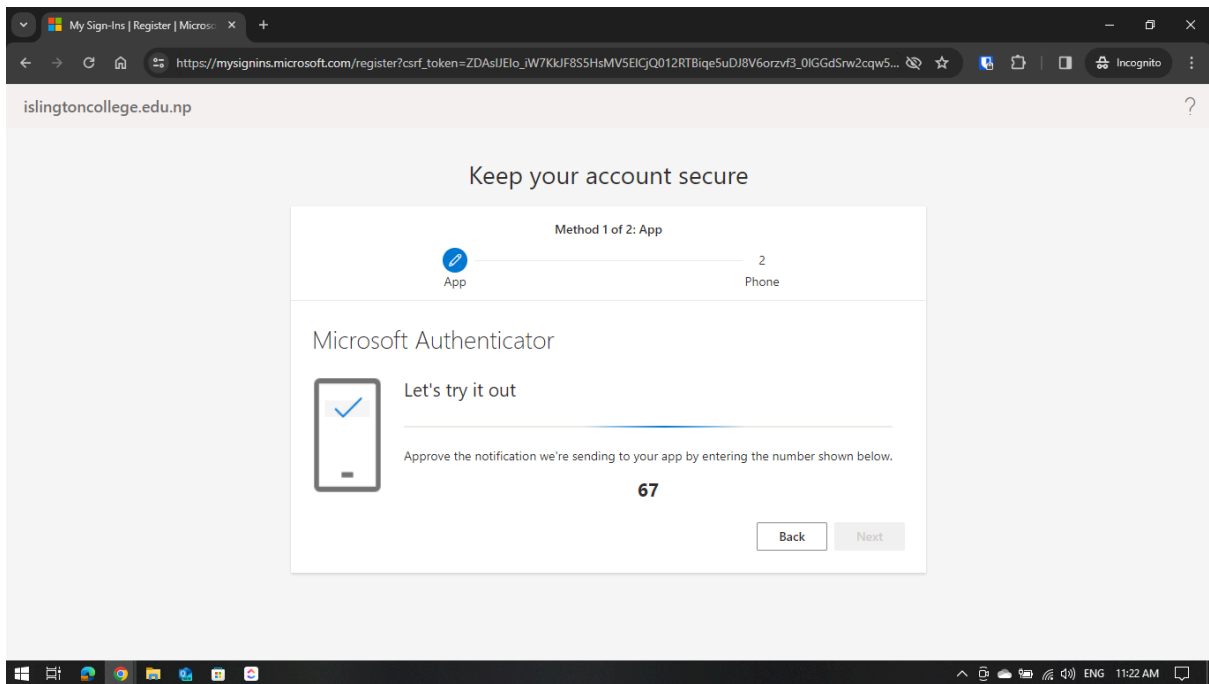 My Sign-Ins | Register | Microso
https://mysignins.microsoft.com/register?csrf_token=ZDAslJEIo_iW7KkJF8S5HsMV5EICjQ012RTBiqe5uDJ8V6orzvf3_0IGGdSrw2cqw5...
Incognito
islingtoncollege.edu.np
?
Keep your account secure
Method 1 of 2: App
2
App
Phone
Microsoft Authenticator
Let's try it out
Approve the notification we're sending to your app by entering the number shown below.
67
Back
Next
ENG 11:22 AM